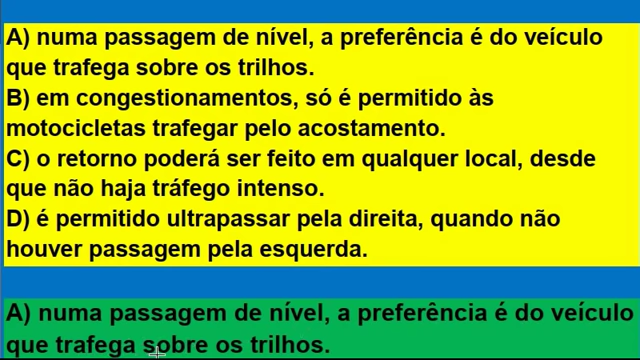 A) numa passagem de nível, a preferência é do veículo
que trafega sobre os trilhos.
B) em congestionamentos, só é permitido às
motocicletas trafegar pelo acostamento.
C) o retorno poderá ser feito em qualquer local, desde
que não haja tráfego intenso.
D) é permitido ultrapassar pela direita, quando não
houver passagem pela esquerda.
A) numa passagem de nível, a preferência é do veículo
que trafega sobre os trilhos.